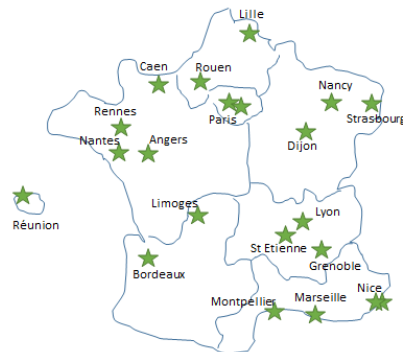 Lille
Caen
Rouen
Nancy
Strasbourg
Paris
Rennes
Nantes
Angers
Dijon
Limoges
Réunion
Lyon
St Etienne
Grenoble
Bordeaux
Montpellier
Marseille
Nice